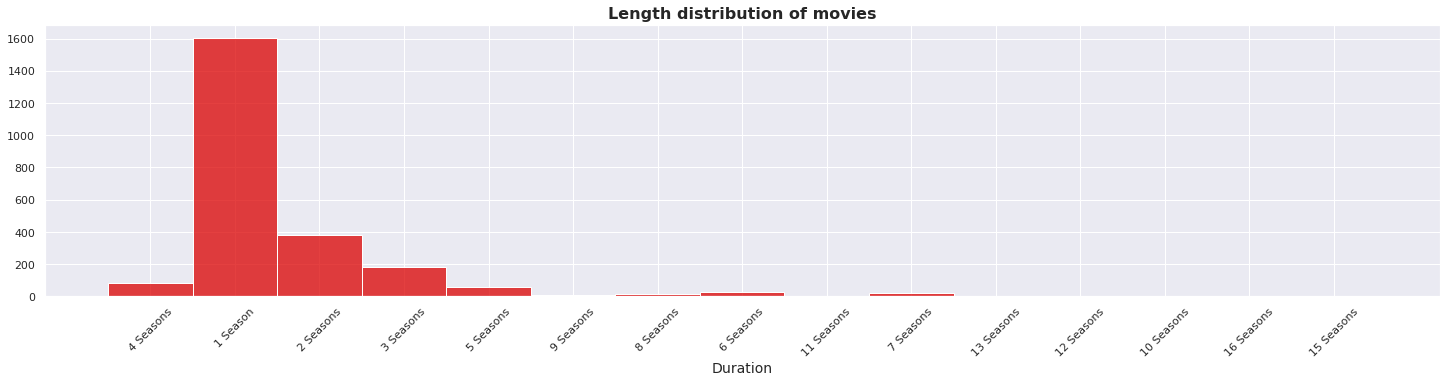 Length distribution of movies
1600
1400
1200
1000
800
600
400
200
0
4 Seasons
1 Season
2 Seasons
3 Seasons
5 Seasons
9 Seasons
8 Seasons
6 Seasons
11 Seasons
7 Seasons
13 Seasons
12 Seasons
10 Seasons
16 Seasons
15 Seasons
Duration